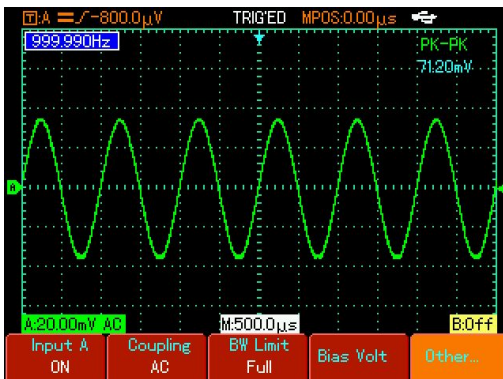 T:A -800.0µV TRIG'ED MPOS:0.00µs
999.990Hz PK-PK
71.20mV
A
A:20.00mV AC M:500.0µs B:Off
Input A Coupling BW Limit Bias Volt Other...
ON AC Full